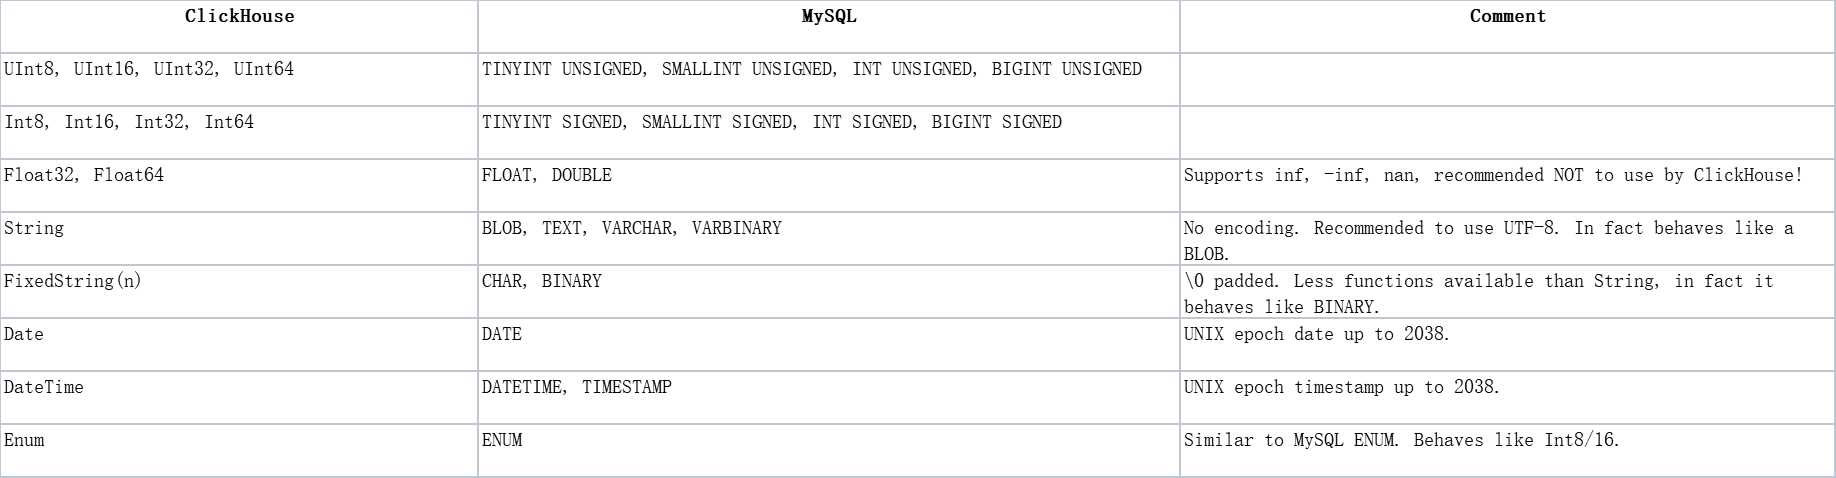 ClickHouse MySQL Comment
UInt8, UInt16, UInt32, UInt64 TINYINT UNSIGNED, SMALLINT UNSIGNED, INT UNSIGNED, BIGINT UNSIGNED
Int8, Int16, Int32, Int64 TINYINT SIGNED, SMALLINT SIGNED, INT SIGNED, BIGINT SIGNED
Float32, Float64 FLOAT, DOUBLE Supports inf, -inf, nan, recommended NOT to use by ClickHouse!
String BLOB, TEXT, VARCHAR, VARBINARY No encoding. Recommended to use UTF-8. In fact behaves like a
BLOB.
FixedString(n) CHAR, BINARY \0 padded. Less functions available than String, in fact it
behaves like BINARY.
Date DATE UNIX epoch date up to 2038.
DateTime DATETIME, TIMESTAMP UNIX epoch timestamp up to 2038.
Enum ENUM Similar to MySQL ENUM. Behaves like Int8/16.